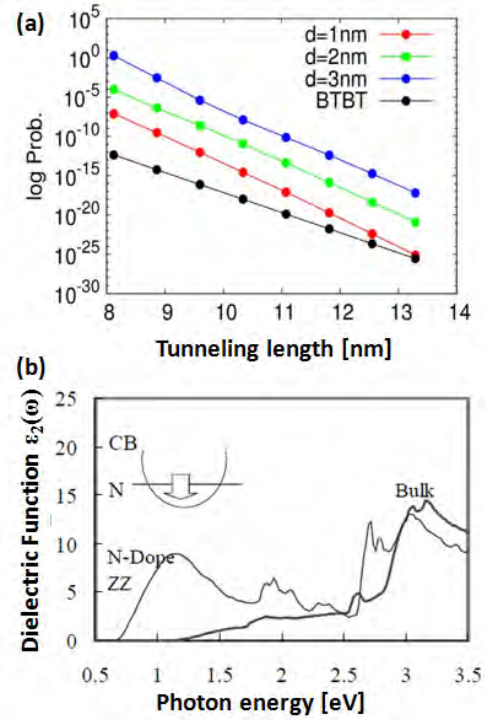 (a)
10^5
10^0
10^-5
10^-10
10^-15
10^-20
10^-25
10^-30
log Prob.
d=1nm
d=2nm
d=3nm
BTBT
8 9 10 11 12 13 14
Tunneling length [nm]
(b)
25
20
15
10
5
0
Dielectric Function ε₂(ω)
CB
N
N-Dope
ZZ
Bulk
0.5 1 1.5 2 2.5 3 3.5
Photon energy [eV]